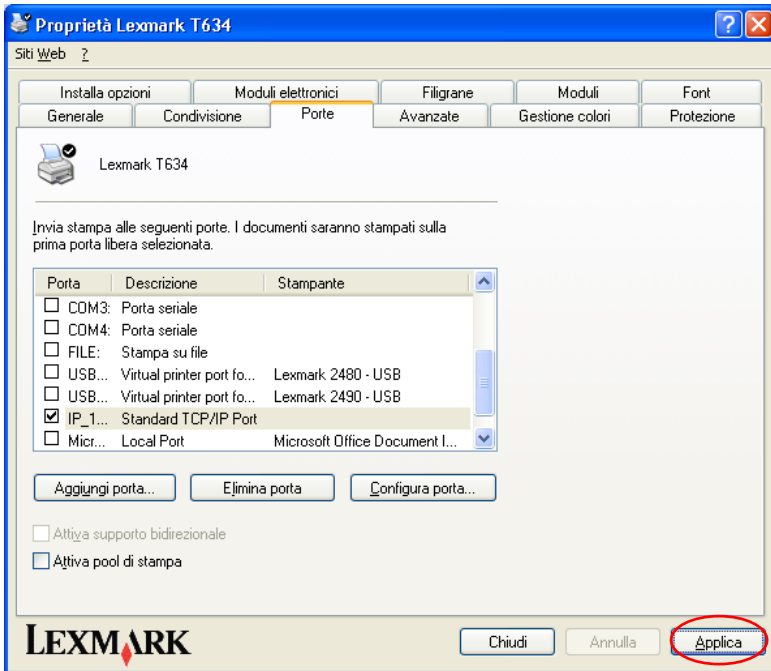 Proprietà Lexmark T634
Siti Web ?
Installa opzioni Moduli elettronici Filigrane Moduli Font
Generale Condivisione Porte Avanzate Gestione colori Protezione
Lexmark T634
Invia stampa alle seguenti porte. I documenti saranno stampati sulla
prima porta libera selezionata.
Porta Descrizione Stampante
COM3: Porta seriale
COM4: Porta seriale
FILE: Stampa su file
USB... Virtual printer port fo... Lexmark 2480 - USB
USB... Virtual printer port fo... Lexmark 2490 - USB
IP_1... Standard TCP/IP Port
Micr... Local Port Microsoft Office Document I...
Aggiungi porta... Elimina porta Configura porta...
Attiva supporto bidirezionale
Attiva pool di stampa
LEXMARK Chiudi Annulla Applica